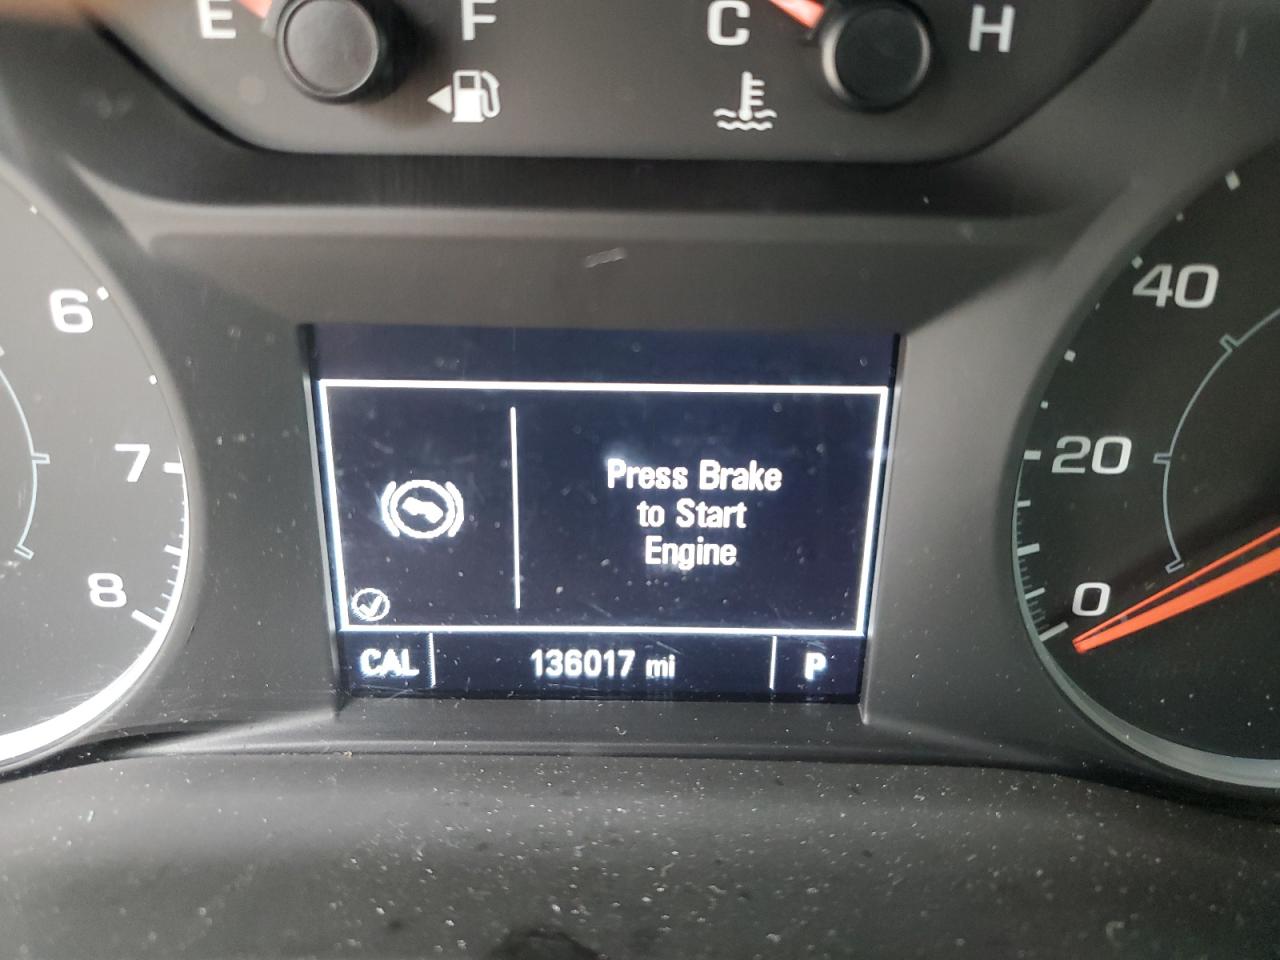 E F C H
6
7
8
40
20
0
Press Brake
to Start
Engine
CAL 136017 mi P